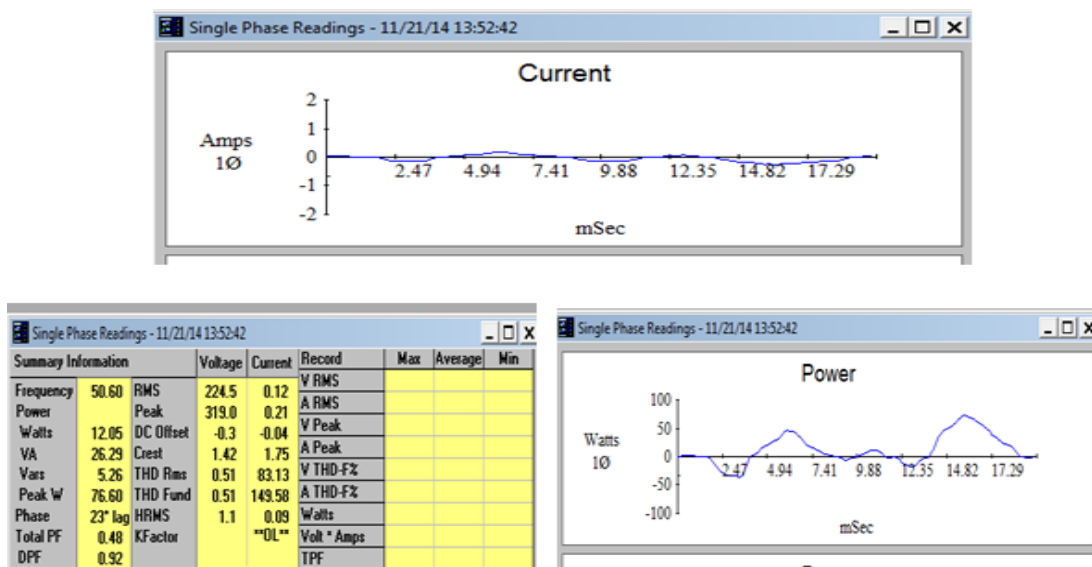 Single Phase Readings - 11/21/14 13:52:42
Current
2
1
Amps
1Ø
0
-1
-2
2.47 4.94 7.41 9.88 12.35 14.82 17.29
mSec
Single Phase Readings - 11/21/14 13:52:42
Summary Information Voltage Current Record Max Average Min
Frequency 50.60 RMS 224.5 0.12 V RMS
Power Peak 319.0 0.21 A RMS
Watts 12.05 DC Offset -0.3 -0.04 V Peak
VA 26.29 Crest 1.42 1.75 A Peak
Vars 5.26 THD Rms 0.51 83.13 V THD-F%
Peak W 76.60 THD Fund 0.51 149.58 A THD-F%
Phase 23° lag HRMS 1.1 0.09 Watts
Total PF 0.48 KFactor **OL** Volt * Amps
DPF 0.92 TPF
Single Phase Readings - 11/21/14 13:52:42
Power
100
50
Watts
1Ø
0
-50
-100
2.47 4.94 7.41 9.88 12.35 14.82 17.29
mSec